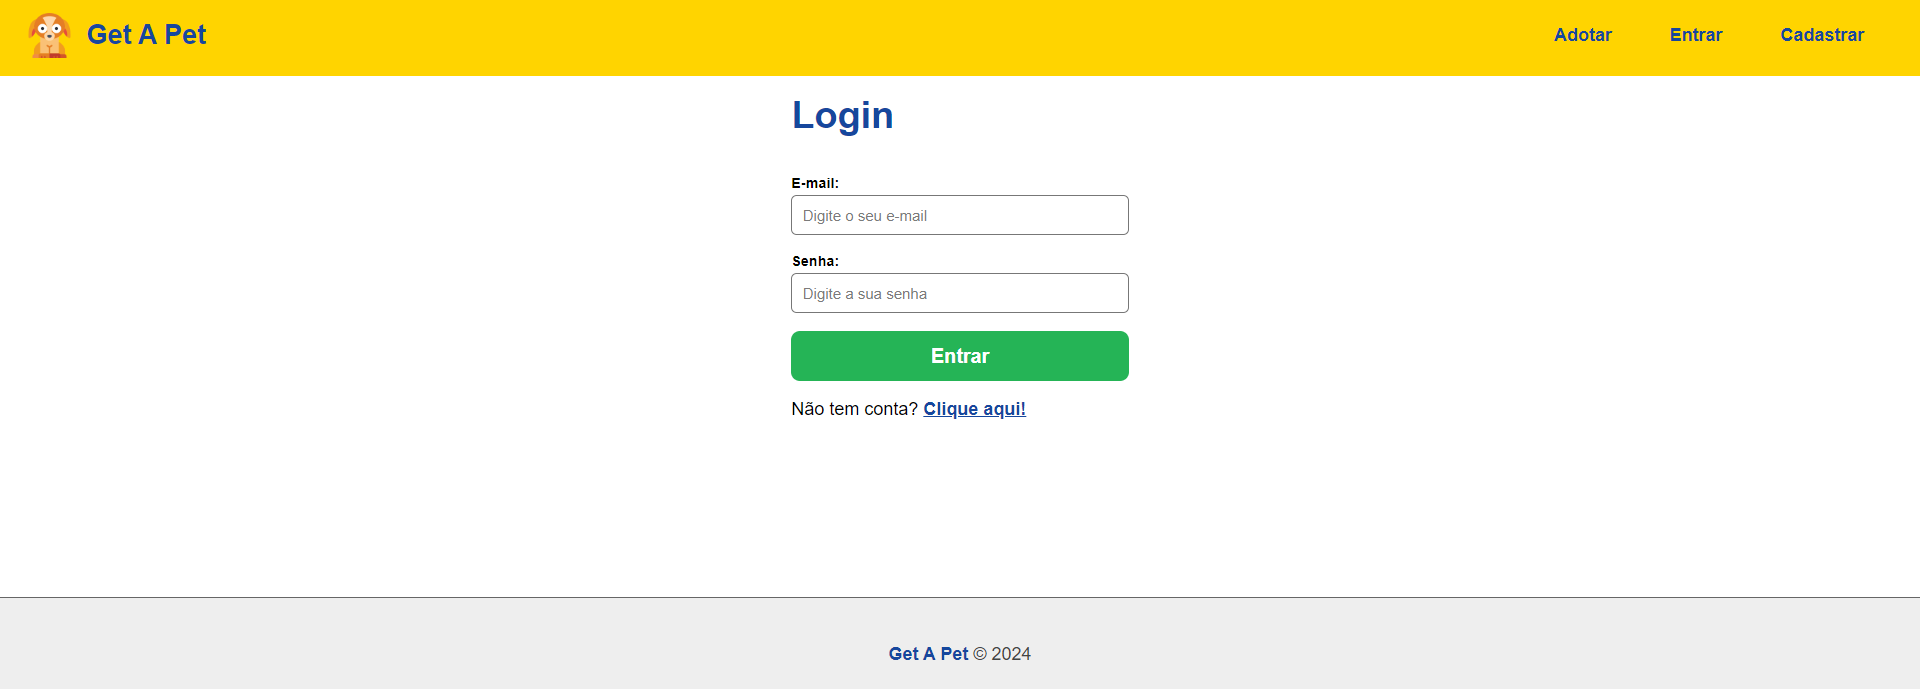 Get A Pet
Adotar Entrar Cadastrar
Login
E-mail:
Digite o seu e-mail
Senha:
Digite a sua senha
Entrar
Não tem conta? Clique aqui!
Get A Pet © 2024